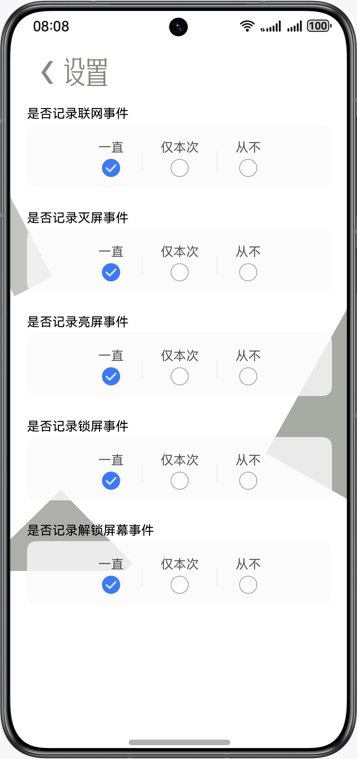 08:08
100
设置
是否记录联网事件
一直 仅本次 从不
是否记录灭屏事件
一直 仅本次 从不
是否记录亮屏事件
一直 仅本次 从不
是否记录锁屏事件
一直 仅本次 从不
是否记录解锁屏幕事件
一直 仅本次 从不